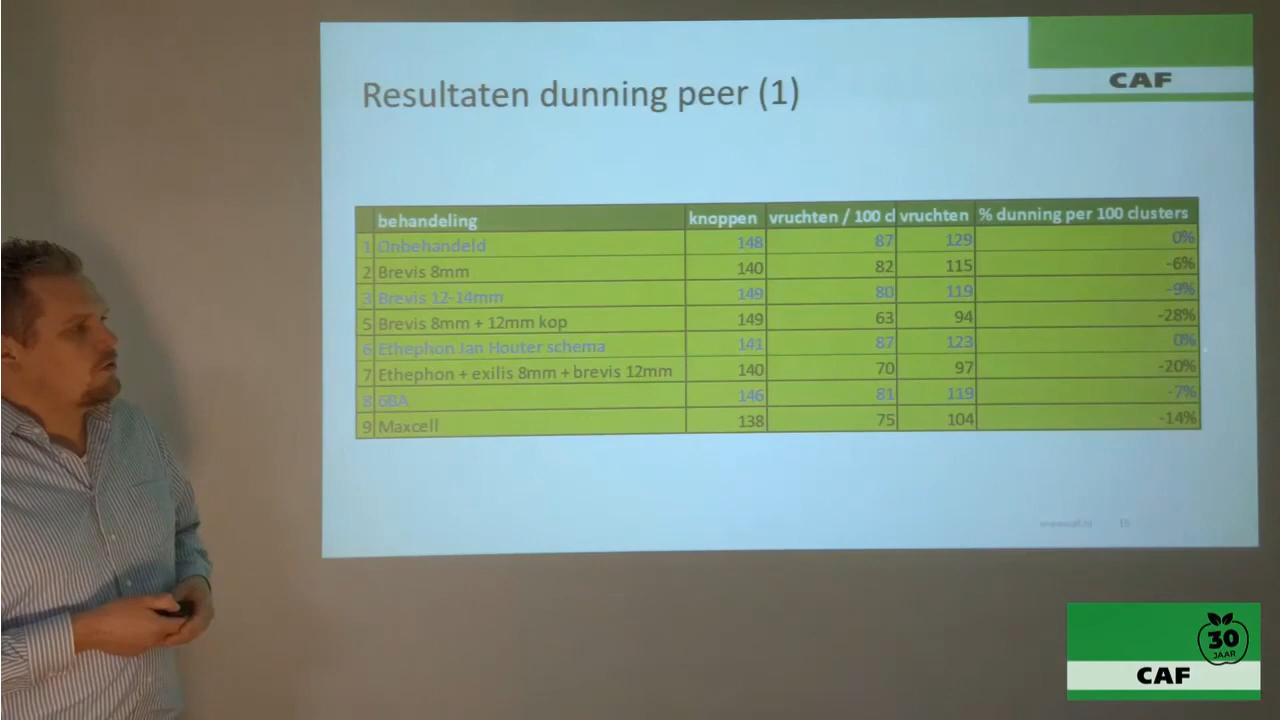 CAF
Resultaten dunning peer (1)
behandeling knoppen vruchten / 100 cl vruchten % dunning per 100 clusters
1 Onbehandeld 148 87 129 0%
2 Brevis 8mm 140 82 115 -6%
3 Brevis 12-14mm 149 80 119 -9%
5 Brevis 8mm + 12mm kop 149 63 94 -28%
6 Ethephon Jan Houter schema 141 87 123 0%
7 Ethephon + exilis 8mm + brevis 12mm 140 70 97 -20%
8 6BA 146 81 119 -7%
9 Maxcell 138 75 104 -14%
15
30
JAAR
CAF